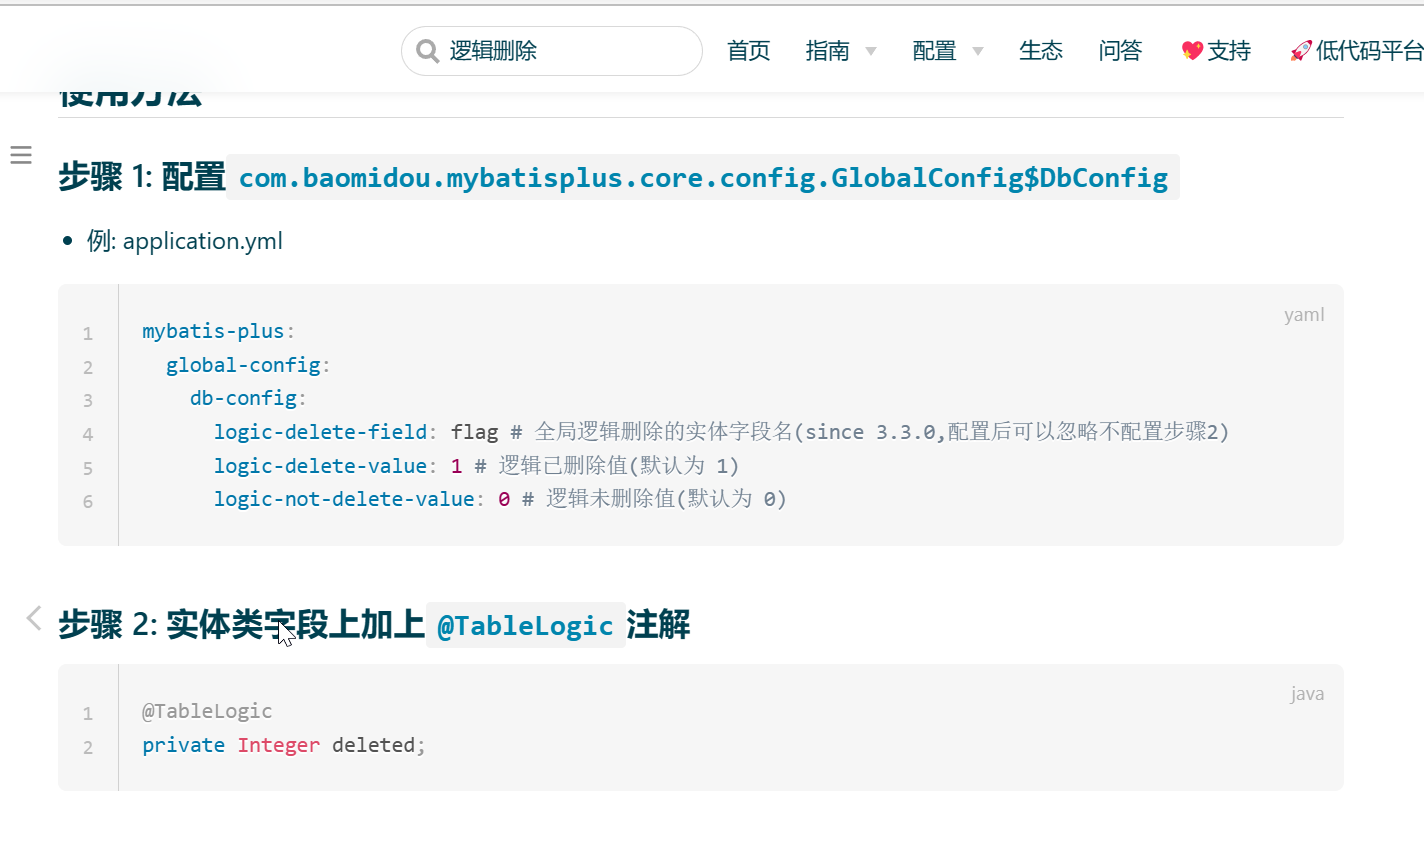 逻辑删除 首页 指南 配置 生态 问答 💖支持 🚀低代码平台
使用方法
步骤 1: 配置 com.baomidou.mybatisplus.core.config.GlobalConfig$DbConfig
• 例: application.yml
yaml
1 mybatis-plus:
2   global-config:
3     db-config:
4       logic-delete-field: flag # 全局逻辑删除的实体字段名(since 3.3.0,配置后可以忽略不配置步骤2)
5       logic-delete-value: 1 # 逻辑已删除值(默认为 1)
6       logic-not-delete-value: 0 # 逻辑未删除值(默认为 0)
步骤 2: 实体类字段上加上 @TableLogic 注解
java
1 @TableLogic
2 private Integer deleted;